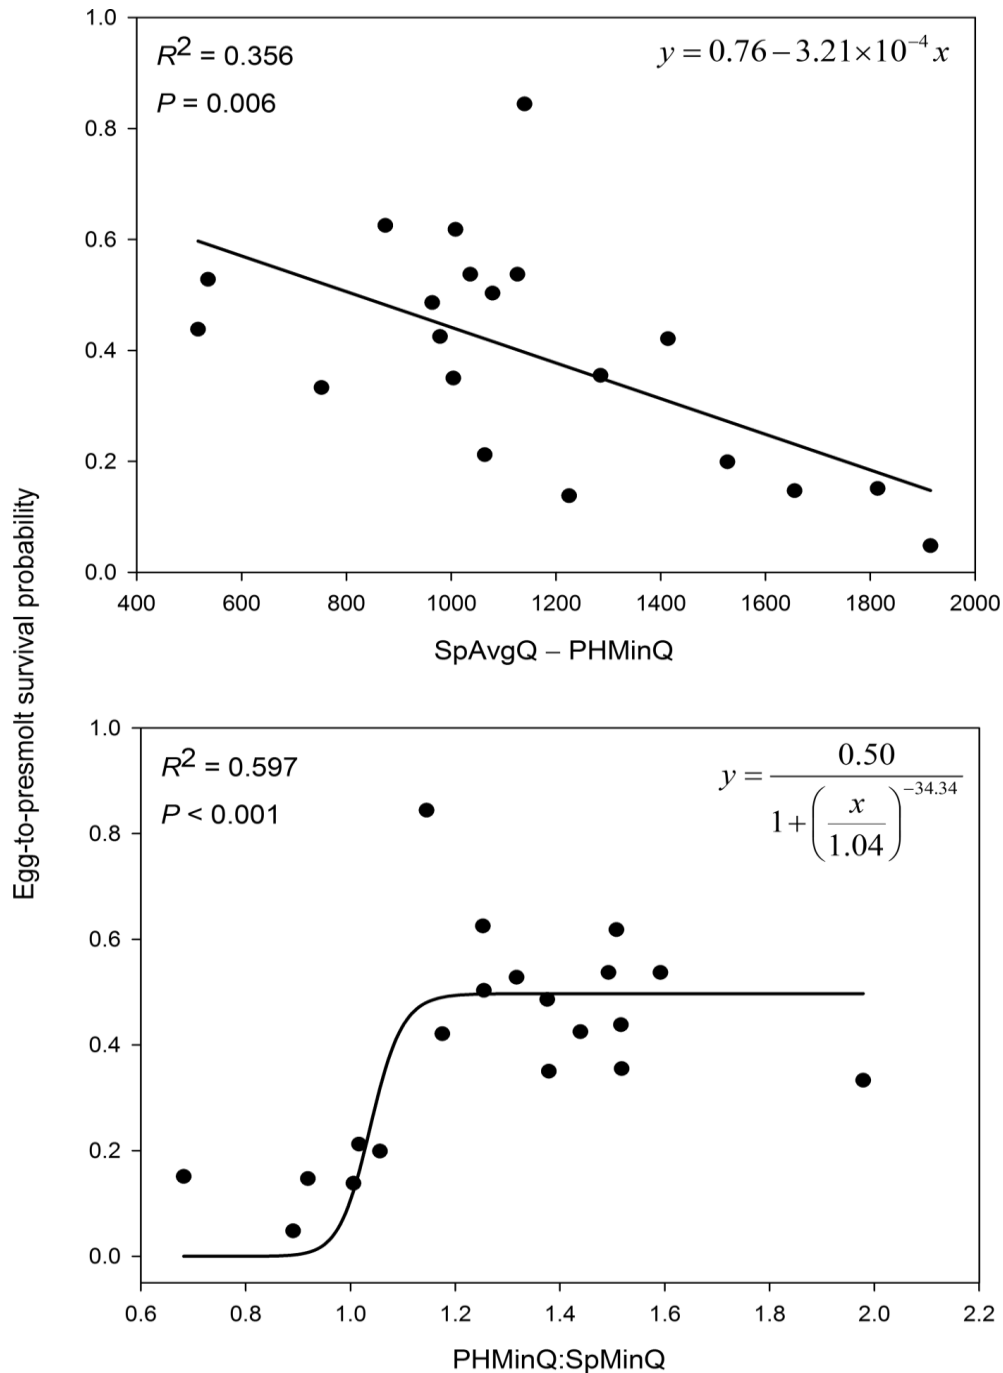 Egg-to-presmolt survival probability
R² = 0.356
y = 0.76 – 3.21×10⁻⁴ x
P = 0.006
1.0
0.8
0.6
0.4
0.2
0.0
400 600 800 1000 1200 1400 1600 1800 2000
SpAvgQ – PHMinQ
R² = 0.597
y = 0.50 / (1 + (x / 1.04)^−34.34)
P < 0.001
1.0
0.8
0.6
0.4
0.2
0.0
0.6 0.8 1.0 1.2 1.4 1.6 1.8 2.0 2.2
PHMinQ:SpMinQ